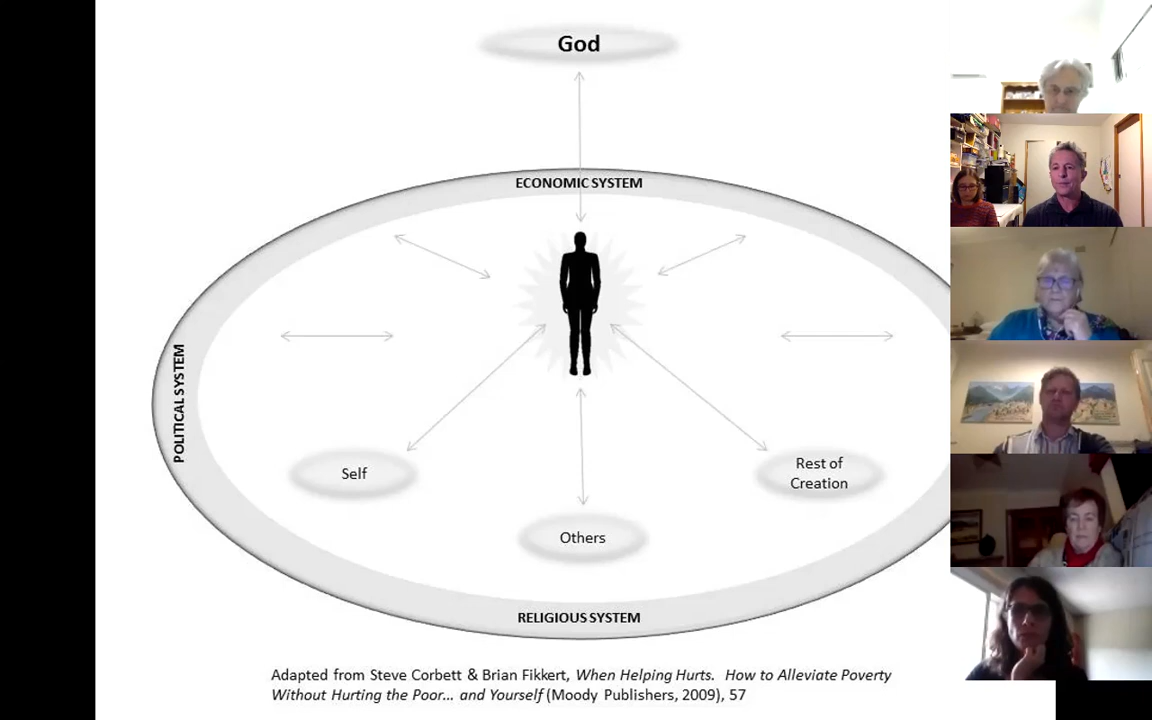 God
ECONOMIC SYSTEM
POLITICAL SYSTEM
Self
Rest of
Creation
Others
RELIGIOUS SYSTEM
Adapted from Steve Corbett & Brian Fikkert, When Helping Hurts. How to Alleviate Poverty
Without Hurting the Poor... and Yourself (Moody Publishers, 2009), 57